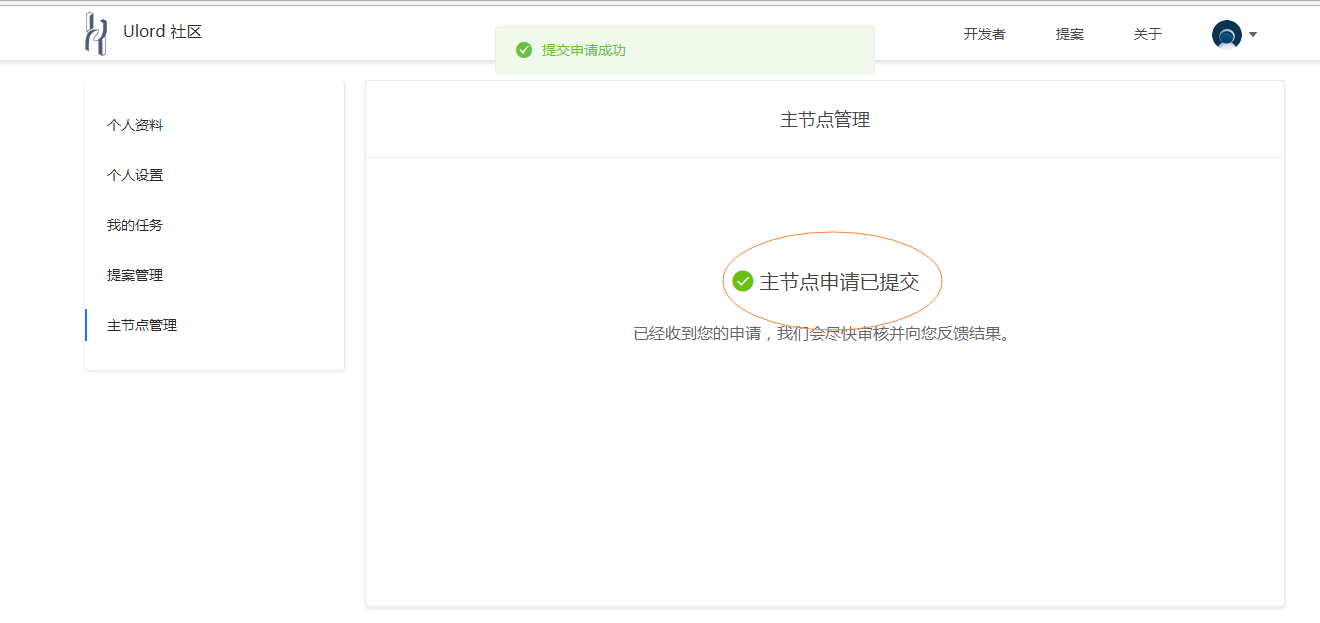 Ulord 社区
提交申请成功
开发者
提案
关于
个人资料
个人设置
我的任务
提案管理
主节点管理
主节点管理
主节点申请已提交
已经收到您的申请，我们会尽快审核并向您反馈结果。